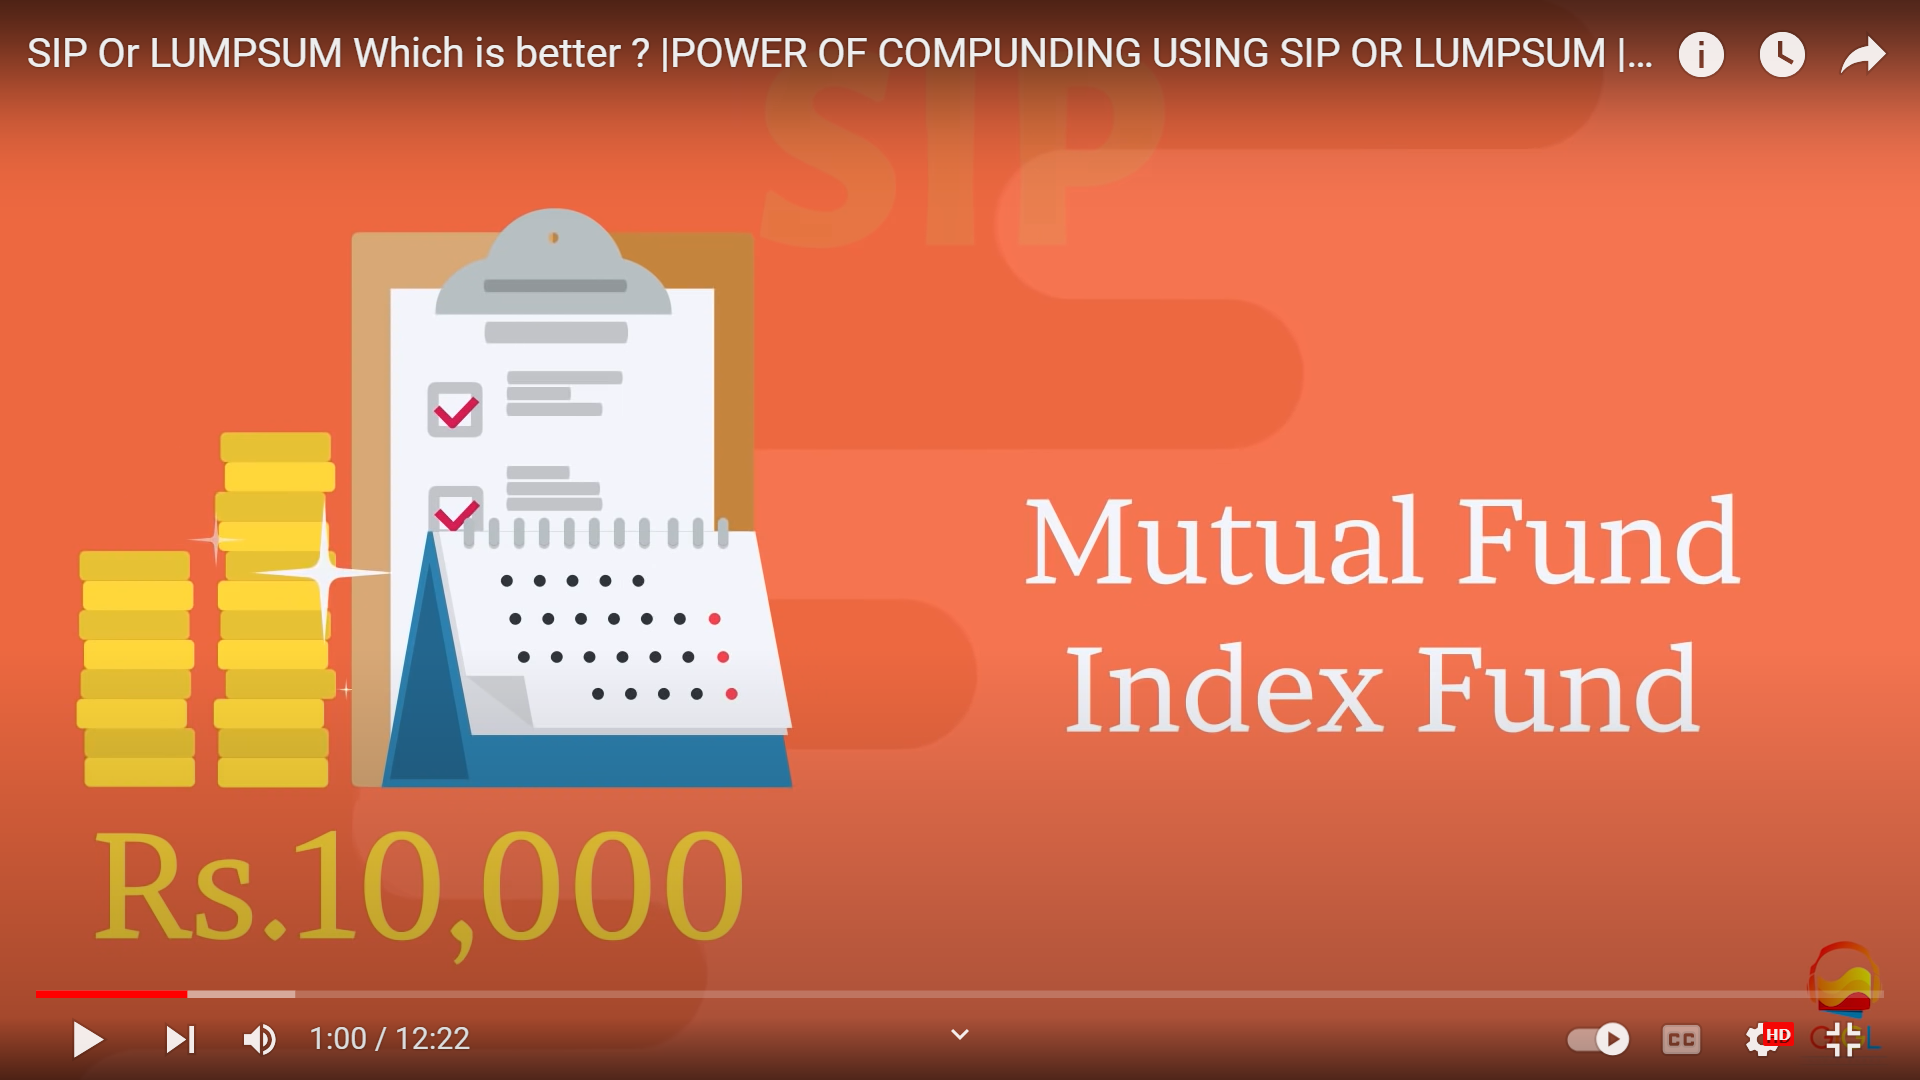 SIP Or LUMPSUM Which is better ? |POWER OF COMPUNDING USING SIP OR LUMPSUM |...
SIP
Mutual Fund
Index Fund
Rs.10,000
1:00 / 12:22
CC
HD